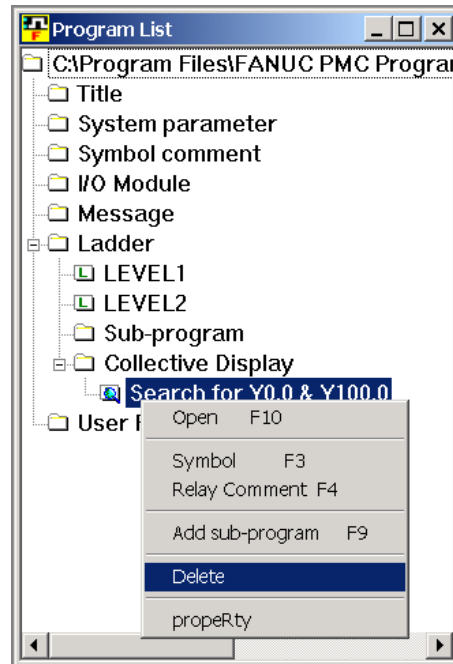 Program List
C:\Program Files\FANUC PMC Progra
Title
System parameter
Symbol comment
I/O Module
Message
Ladder
L LEVEL1
L LEVEL2
Sub-program
Collective Display
Search for Y0.0 & Y100.0
User F
Open F10
Symbol F3
Relay Comment F4
Add sub-program F9
Delete
propeRty